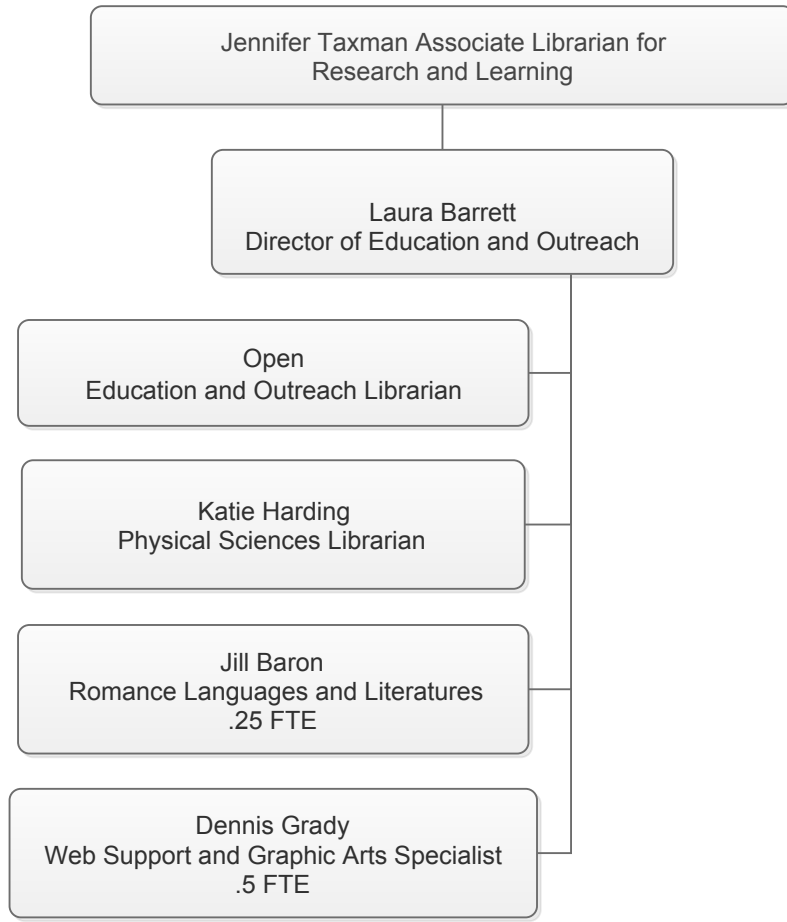 Jennifer Taxman Associate Librarian for
Research and Learning
Laura Barrett
Director of Education and Outreach
Open
Education and Outreach Librarian
Katie Harding
Physical Sciences Librarian
Jill Baron
Romance Languages and Literatures
.25 FTE
Dennis Grady
Web Support and Graphic Arts Specialist
.5 FTE